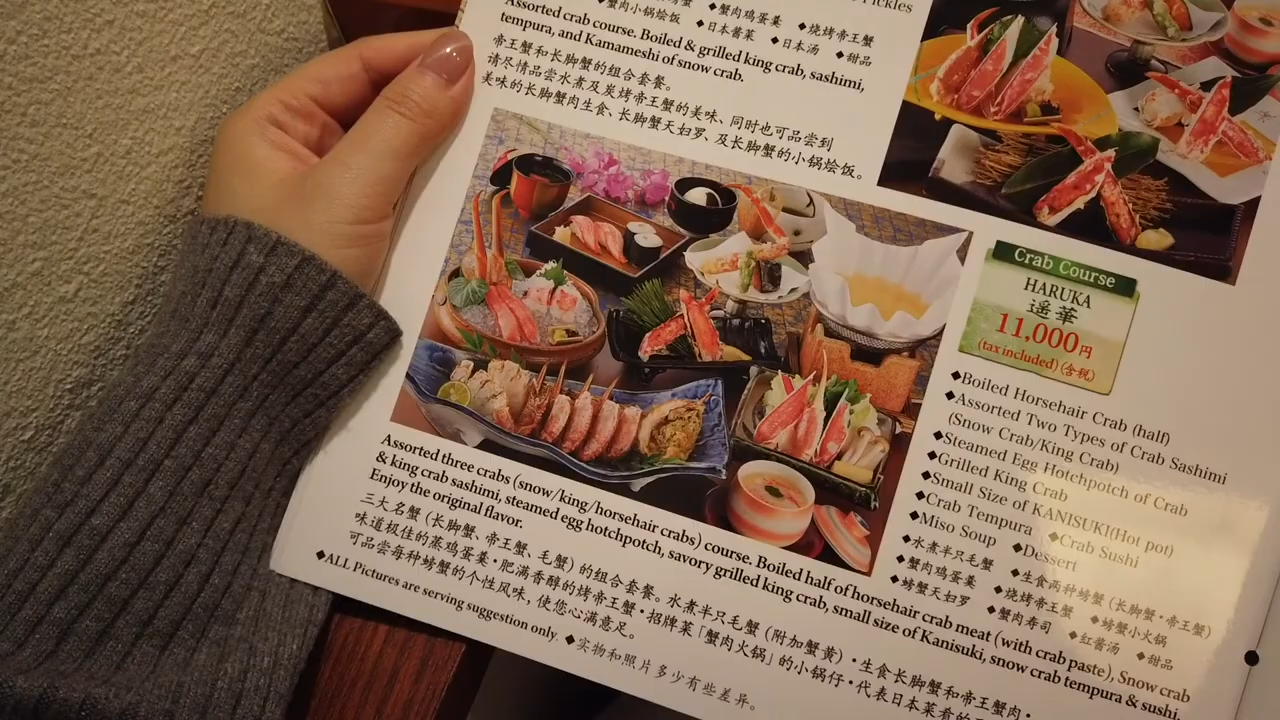 Pickles
蟹肉小锅烩饭 ◆蟹肉鸡蛋羹 ◆烧烤帝王蟹
◆日本酱菜 ◆日本汤 ◆甜品
Assorted crab course. Boiled & grilled king crab, sashimi,
tempura, and Kamameshi of snow crab.
帝王蟹和长脚蟹的组合套餐。
请尽情品尝水煮及炭烤帝王蟹的美味、同时也可品尝到
美味的长脚蟹肉生食、长脚蟹天妇罗、及长脚蟹的小锅烩饭。
Crab Course
HARUKA
遥華
11,000円
(tax included) (含税)
◆Boiled Horsehair Crab (half)
◆Assorted Two Types of Crab Sashimi
(Snow Crab/King Crab)
◆Steamed Egg Hotchpotch of Crab
◆Grilled King Crab
◆Small Size of KANISUKI(Hot pot)
◆Crab Tempura ◆Crab Sushi
◆Miso Soup ◆Dessert
◆水煮半只毛蟹 ◆生食两种螃蟹 (长脚蟹・帝王蟹)
◆蟹肉鸡蛋羹 ◆烧烤帝王蟹 ◆螃蟹小火锅
◆螃蟹天妇罗 ◆蟹肉寿司 ◆红酱汤 ◆甜品
Assorted three crabs (snow/king/horsehair crabs) course. Boiled half of horsehair crab meat (with crab paste), Snow crab
& king crab sashimi, steamed egg hotchpotch, savory grilled king crab, small size of Kanisuki, snow crab tempura & sushi.
Enjoy the original flavor.
三大名蟹 (长脚蟹、帝王蟹、毛蟹) 的组合套餐。水煮半只毛蟹 (附加蟹黄)・生食长脚蟹和帝王蟹肉・
味道极佳的蒸鸡蛋羹・肥满香醇的烤帝王蟹・招牌菜「蟹肉火锅」的小锅仔・代表日本菜肴的
可品尝每种螃蟹的个性风味, 使您心满意足。
◆ALL Pictures are serving suggestion only. ◆实物和照片多少有些差异。